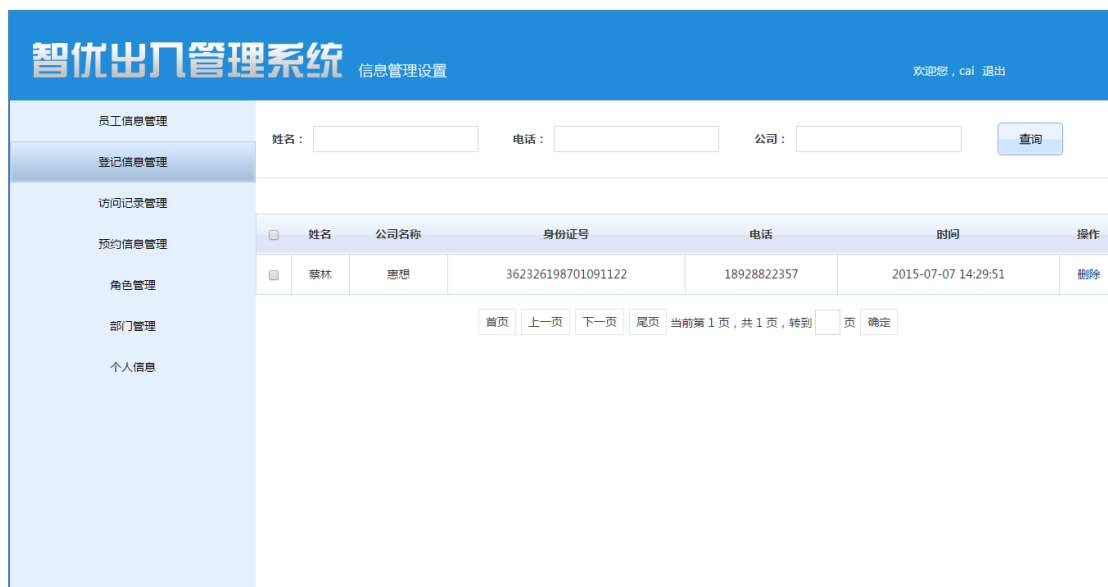 智优出入管理系统 信息管理设置 欢迎您，cai 退出
员工信息管理
登记信息管理
访问记录管理
预约信息管理
角色管理
部门管理
个人信息
姓名： 电话： 公司： 查询
姓名 公司名称 身份证号 电话 时间 操作
蔡林 惠想 362326198701091122 18928822357 2015-07-07 14:29:51 删除
首页 上一页 下一页 尾页 当前第 1 页，共 1 页，转到 页 确定